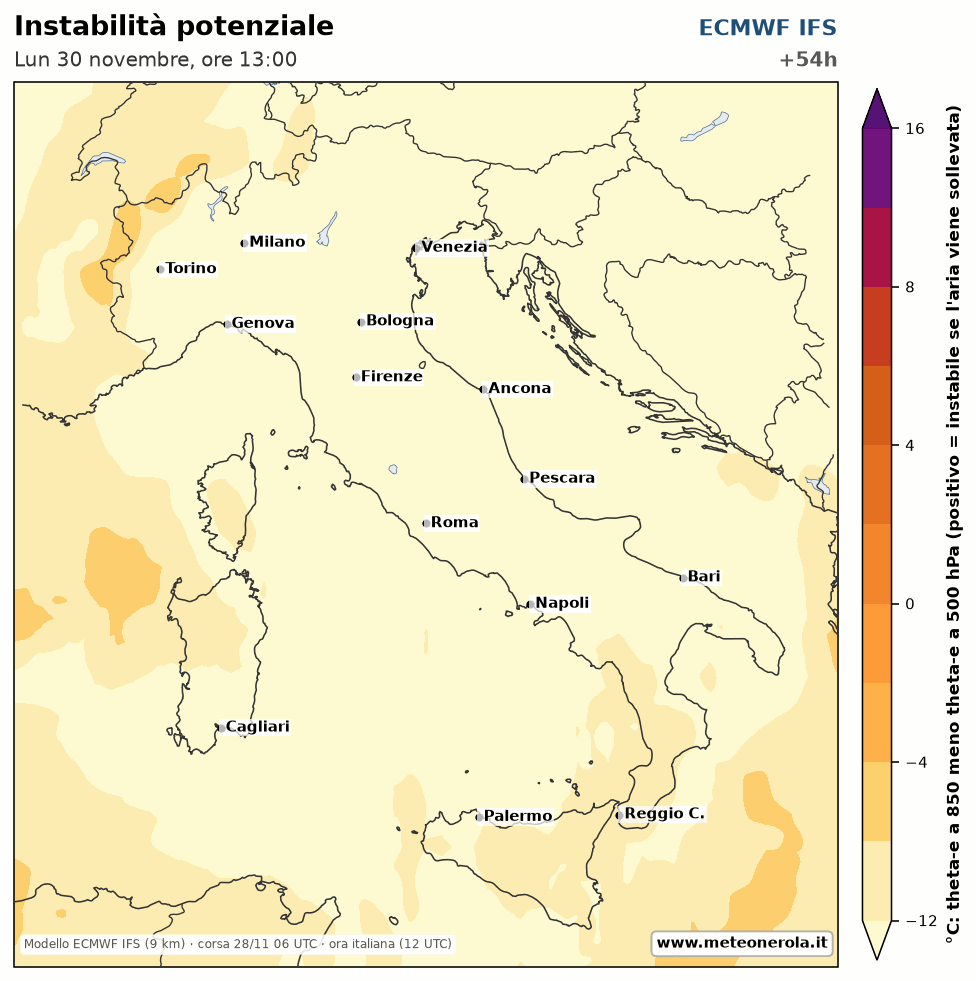 Instabilità potenziale
ECMWF IFS
Lun 30 novembre, ore 13:00
+54h
Milano
Venezia
Torino
Genova
Bologna
Firenze
Ancona
Pescara
Roma
Bari
Napoli
Cagliari
Palermo
Reggio C.
16
8
4
0
−4
−12
°C: theta-e a 850 meno theta-e a 500 hPa (positivo = instabile se l'aria viene sollevata)
Modello ECMWF IFS (9 km) · corsa 28/11 06 UTC · ora italiana (12 UTC)
www.meteonerola.it